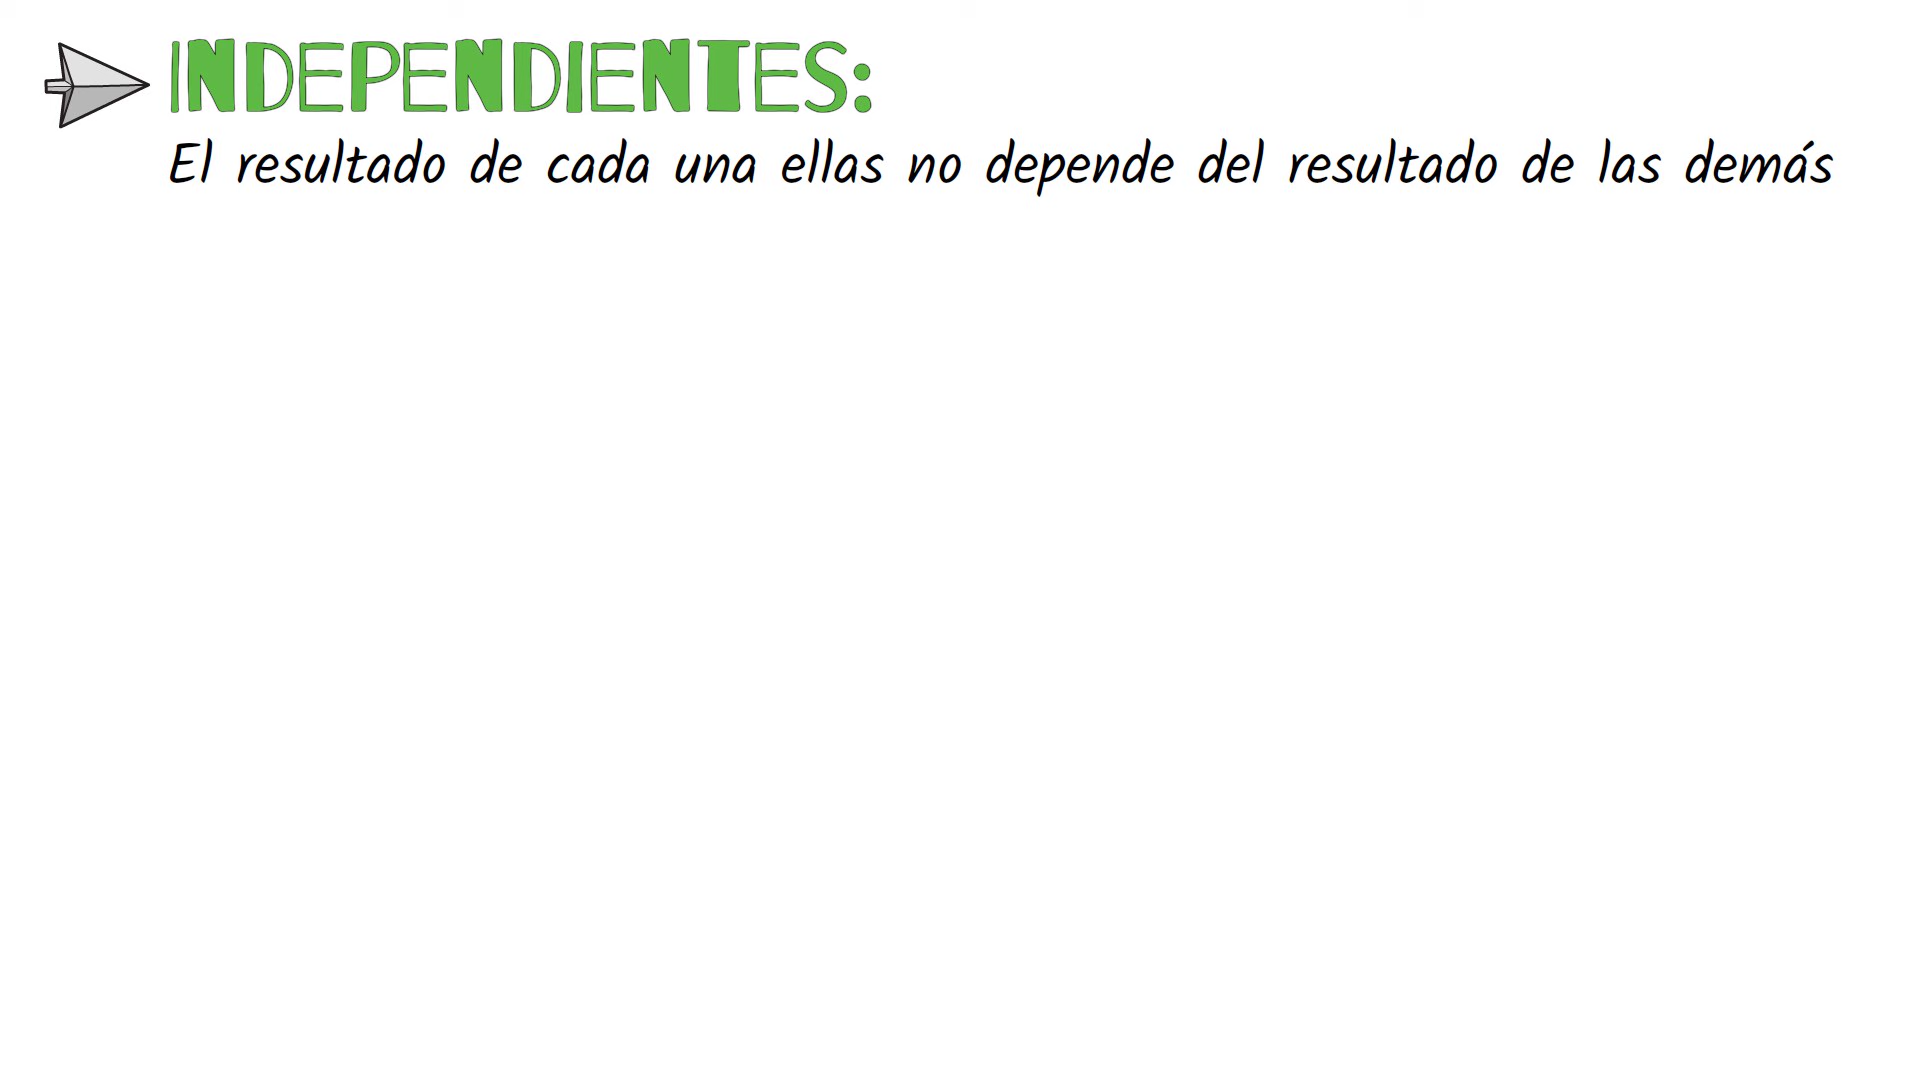 INDEPENDIENTES:
El resultado de cada una ellas no depende del resultado de las demás